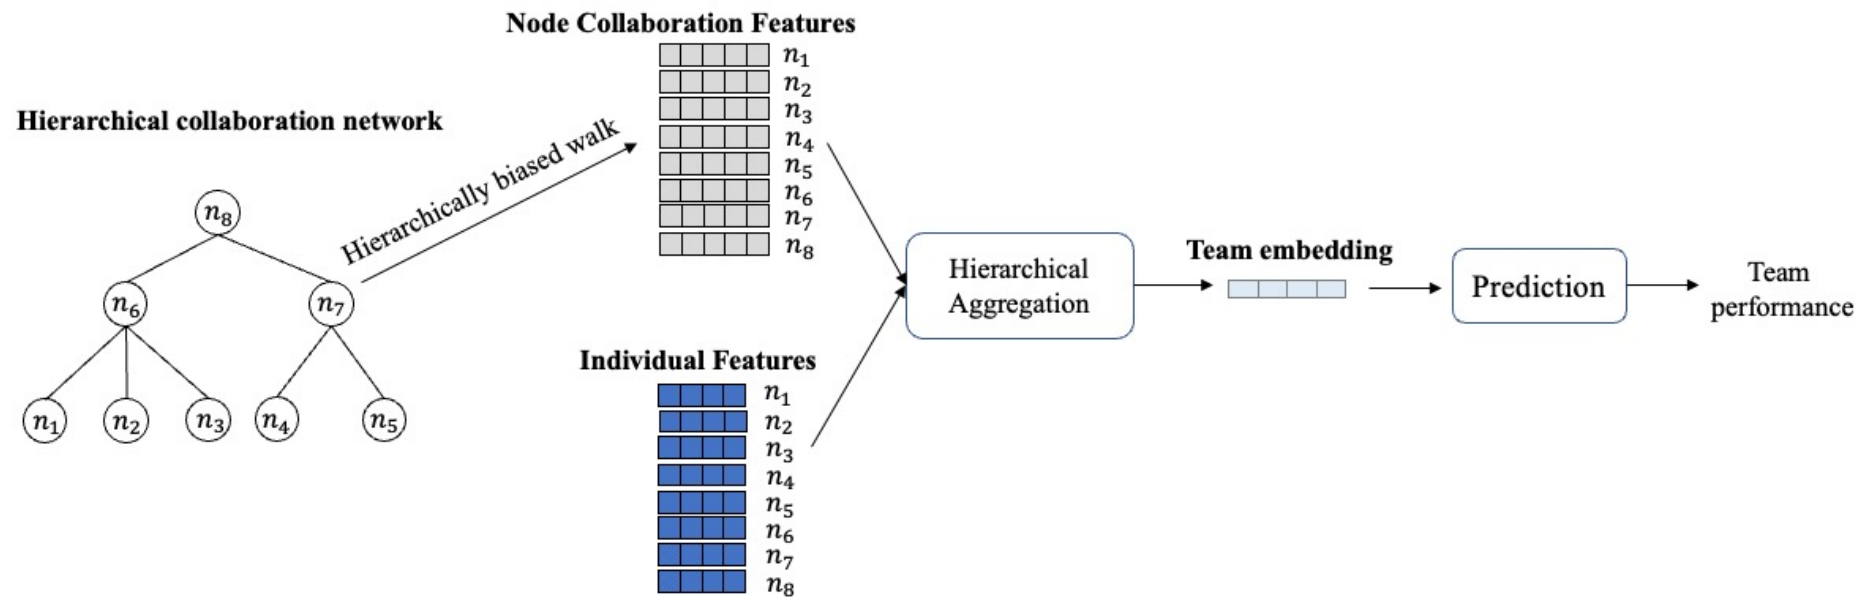 Node Collaboration Features
n1
n2
n3
n4
n5
n6
n7
n8
Hierarchical collaboration network
Hierarchically biased walk
n8
n6
n7
n1
n2
n3
n4
n5
Individual Features
n1
n2
n3
n4
n5
n6
n7
n8
Hierarchical
Aggregation
Team embedding
Prediction
Team
performance